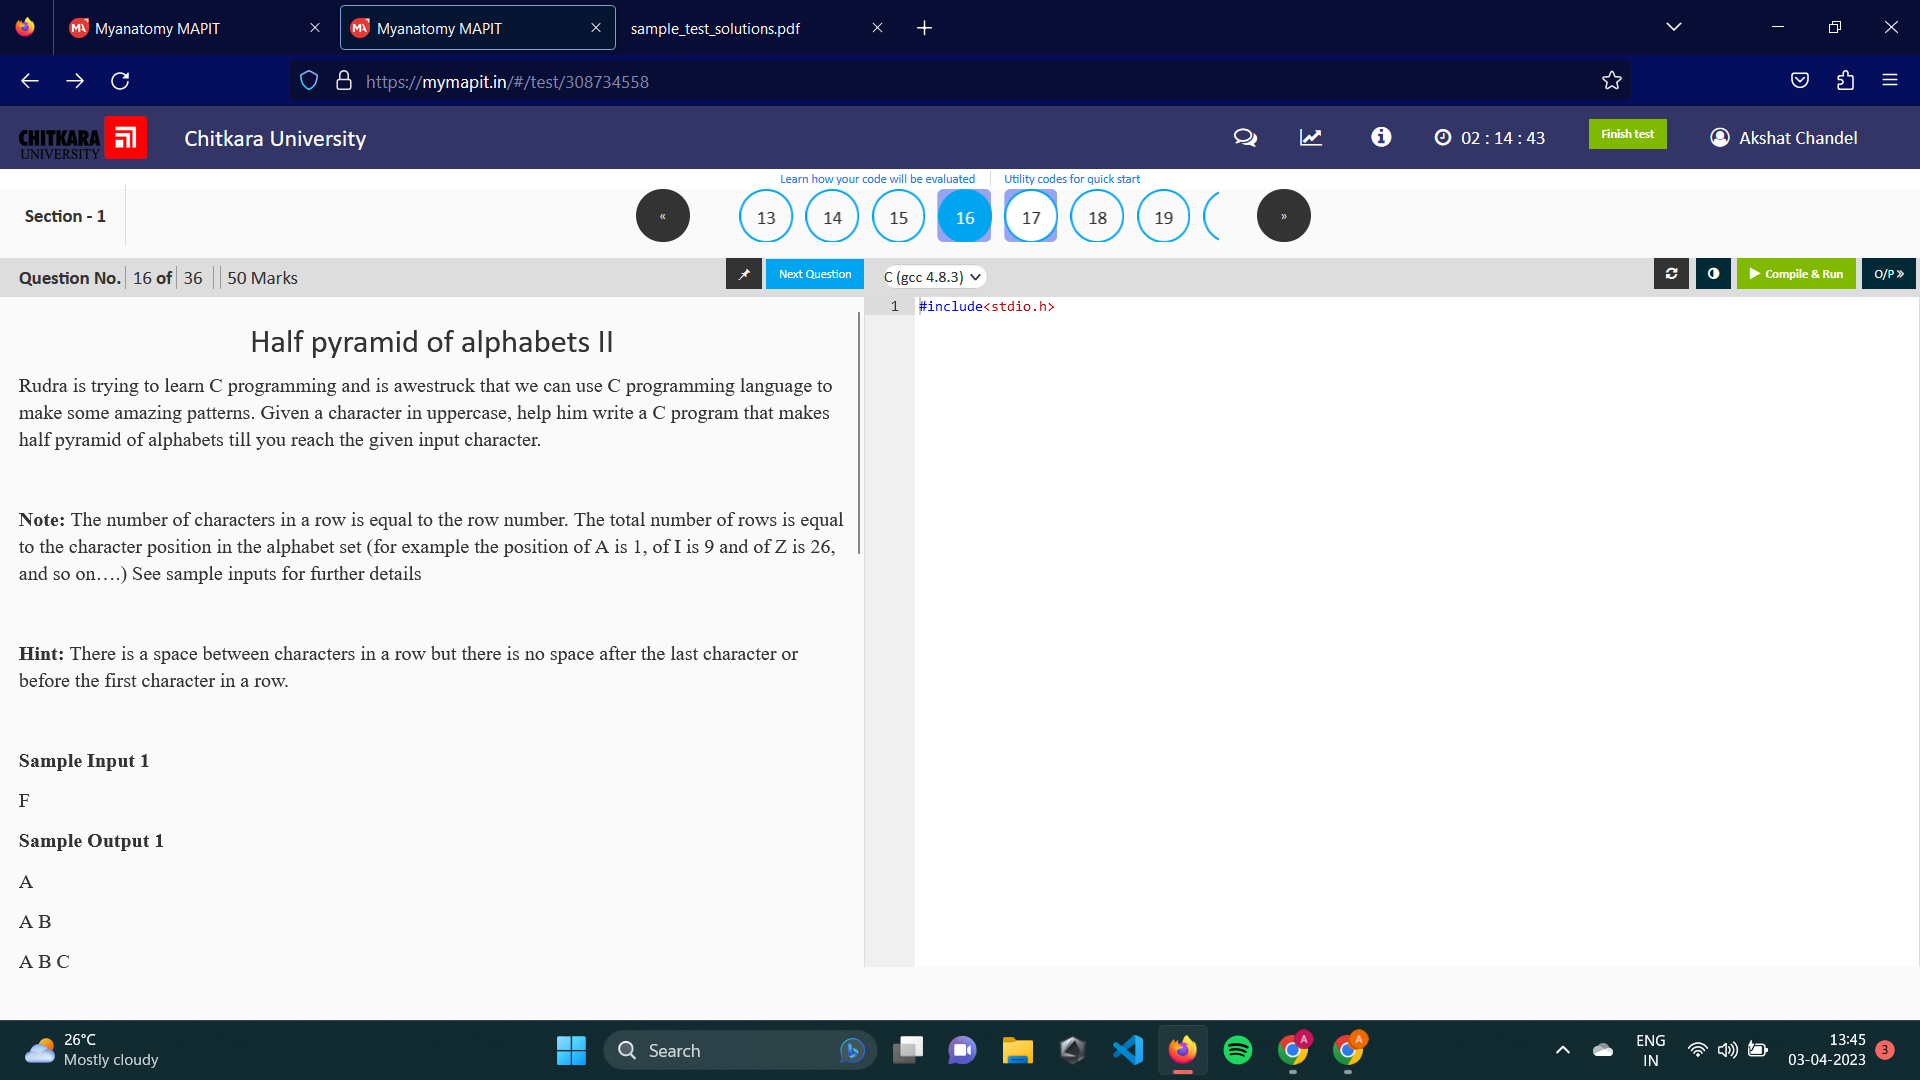 Myanatomy MAPIT
Myanatomy MAPIT
sample_test_solutions.pdf
https://mymapit.in/#/test/308734558
CHITKARA
UNIVERSITY
Chitkara University
02 : 14 : 43
Finish test
Akshat Chandel
Learn how your code will be evaluated
Utility codes for quick start
Section - 1
«
13
14
15
16
17
18
19
»
Question No. 16 of 36 50 Marks
Next Question
C (gcc 4.8.3)
Compile & Run
O/P »
1 #include<stdio.h>
Half pyramid of alphabets II
Rudra is trying to learn C programming and is awestruck that we can use C programming language to
make some amazing patterns. Given a character in uppercase, help him write a C program that makes
half pyramid of alphabets till you reach the given input character.
Note: The number of characters in a row is equal to the row number. The total number of rows is equal
to the character position in the alphabet set (for example the position of A is 1, of I is 9 and of Z is 26,
and so on….) See sample inputs for further details
Hint: There is a space between characters in a row but there is no space after the last character or
before the first character in a row.
Sample Input 1
F
Sample Output 1
A
A B
A B C
26°C
Mostly cloudy
Search
A
A
ENG
IN
13:45
03-04-2023
3